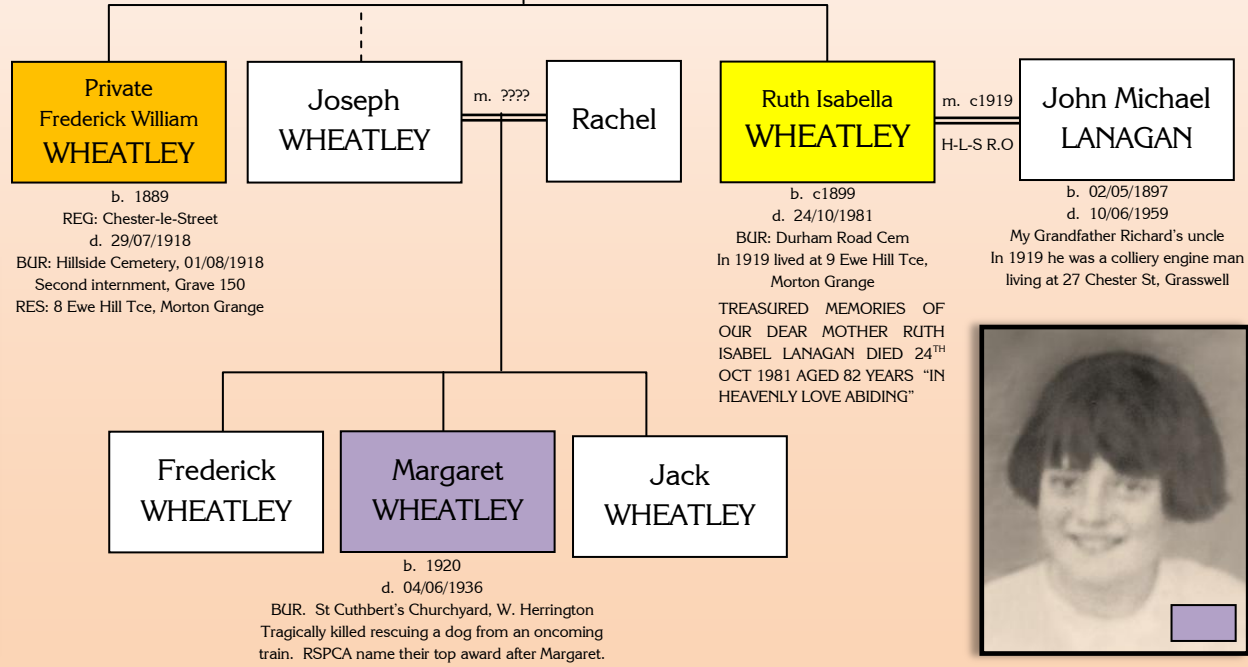 Private
Frederick William
WHEATLEY
b. 1889
REG: Chester-le-Street
d. 29/07/1918
BUR: Hillside Cemetery, 01/08/1918
Second internment, Grave 150
RES: 8 Ewe Hill Tce, Morton Grange
Joseph
WHEATLEY
m. ????
Rachel
Ruth Isabella
WHEATLEY
b. c1899
d. 24/10/1981
BUR: Durham Road Cem
In 1919 lived at 9 Ewe Hill Tce,
Morton Grange
TREASURED MEMORIES OF
OUR DEAR MOTHER RUTH
ISABEL LANAGAN DIED 24TH
OCT 1981 AGED 82 YEARS “IN
HEAVENLY LOVE ABIDING”
m. c1919
H-L-S R.O
John Michael
LANAGAN
b. 02/05/1897
d. 10/06/1959
My Grandfather Richard’s uncle
In 1919 he was a colliery engine man
living at 27 Chester St, Grasswell
Frederick
WHEATLEY
Margaret
WHEATLEY
b. 1920
d. 04/06/1936
BUR. St Cuthbert’s Churchyard, W. Herrington
Tragically killed rescuing a dog from an oncoming
train. RSPCA name their top award after Margaret.
Jack
WHEATLEY